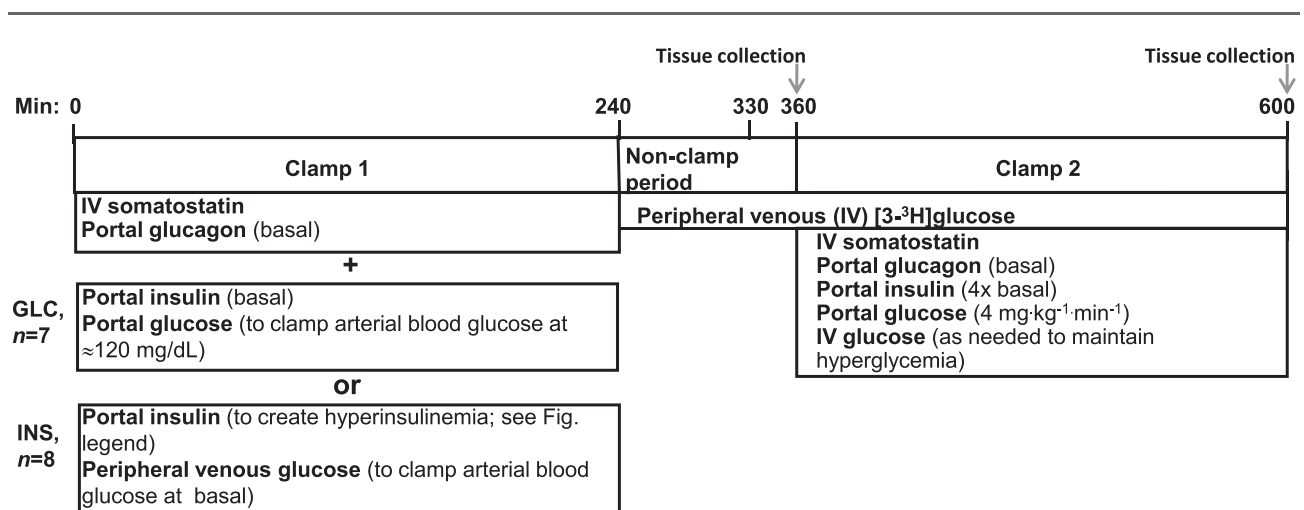 Tissue collection
Tissue collection
Min: 0 240 330 360 600
Clamp 1
Non-clamp
period
Clamp 2
IV somatostatin
Portal glucagon (basal)
Peripheral venous (IV) [3-³H]glucose
+
GLC,
n=7
Portal insulin (basal)
Portal glucose (to clamp arterial blood glucose at
≈120 mg/dL)
IV somatostatin
Portal glucagon (basal)
Portal insulin (4x basal)
Portal glucose (4 mg·kg⁻¹·min⁻¹)
IV glucose (as needed to maintain
hyperglycemia)
or
INS,
n=8
Portal insulin (to create hyperinsulinemia; see Fig.
legend)
Peripheral venous glucose (to clamp arterial blood
glucose at basal)